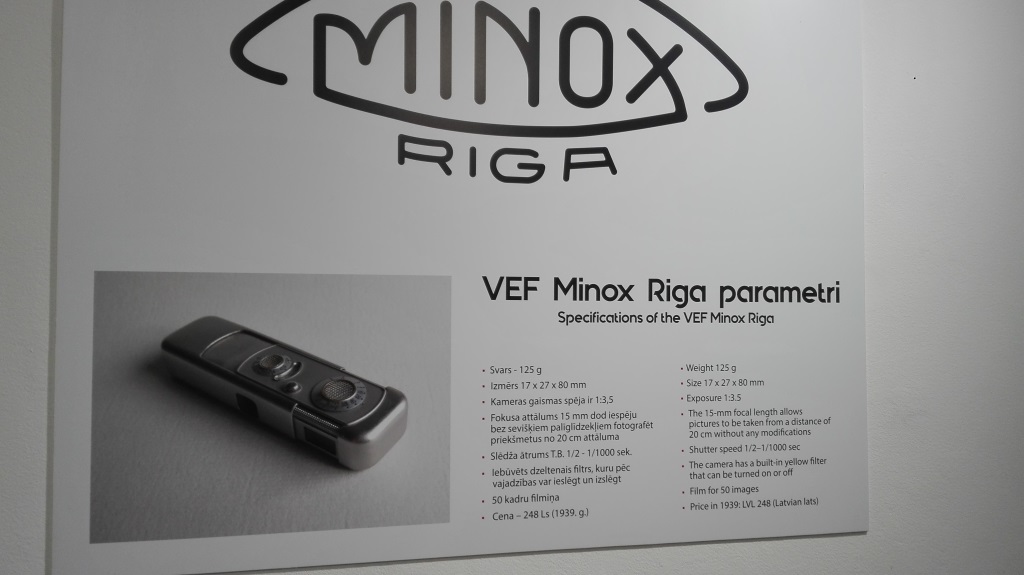 MINOX
RIGA
VEF Minox Riga parametri
Specifications of the VEF Minox Riga
• Svars - 125 g
• Izmērs 17 x 27 x 80 mm
• Kameras gaismas spēja ir 1:3,5
• Fokusa attālums 15 mm dod iespēju
bez sevišķiem palīglīdzekļiem fotografēt
priekšmetus no 20 cm attāluma
• Slēdža ātrums T.B. 1/2 - 1/1000 sek.
• Iebūvēts dzeltenais filtrs, kuru pēc
vajadzības var ieslēgt un izslēgt
• 50 kadru filmiņa
• Cena – 248 Ls (1939. g.)
• Weight 125 g
• Size 17 x 27 x 80 mm
• Exposure 1:3.5
• The 15-mm focal length allows
pictures to be taken from a distance of
20 cm without any modifications
• Shutter speed 1/2–1/1000 sec
• The camera has a built-in yellow filter
that can be turned on or off
• Film for 50 images
• Price in 1939: LVL 248 (Latvian lats)